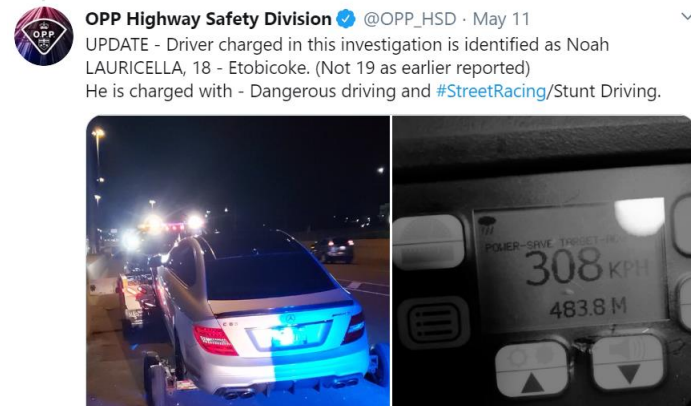 OPP Highway Safety Division @OPP_HSD · May 11
UPDATE - Driver charged in this investigation is identified as Noah
LAURICELLA, 18 - Etobicoke. (Not 19 as earlier reported)
He is charged with - Dangerous driving and #StreetRacing/Stunt Driving.
OPP
POWER-SAVE TARGET-
308 KPH
483.8 M